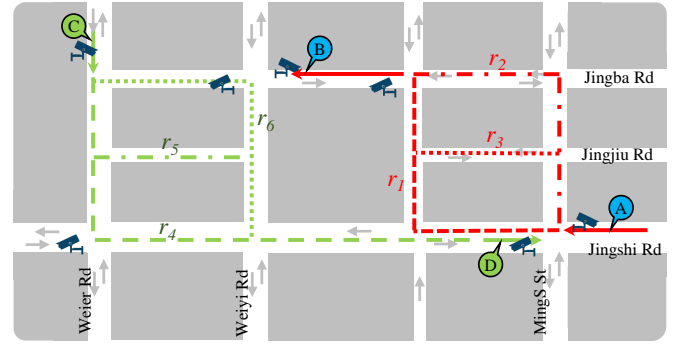 C
B
r2
Jingba Rd
r6
r5
r3
Jingjiu Rd
r1
r4
A
D
Jingshi Rd
Weier Rd
Weiyi Rd
MingS St